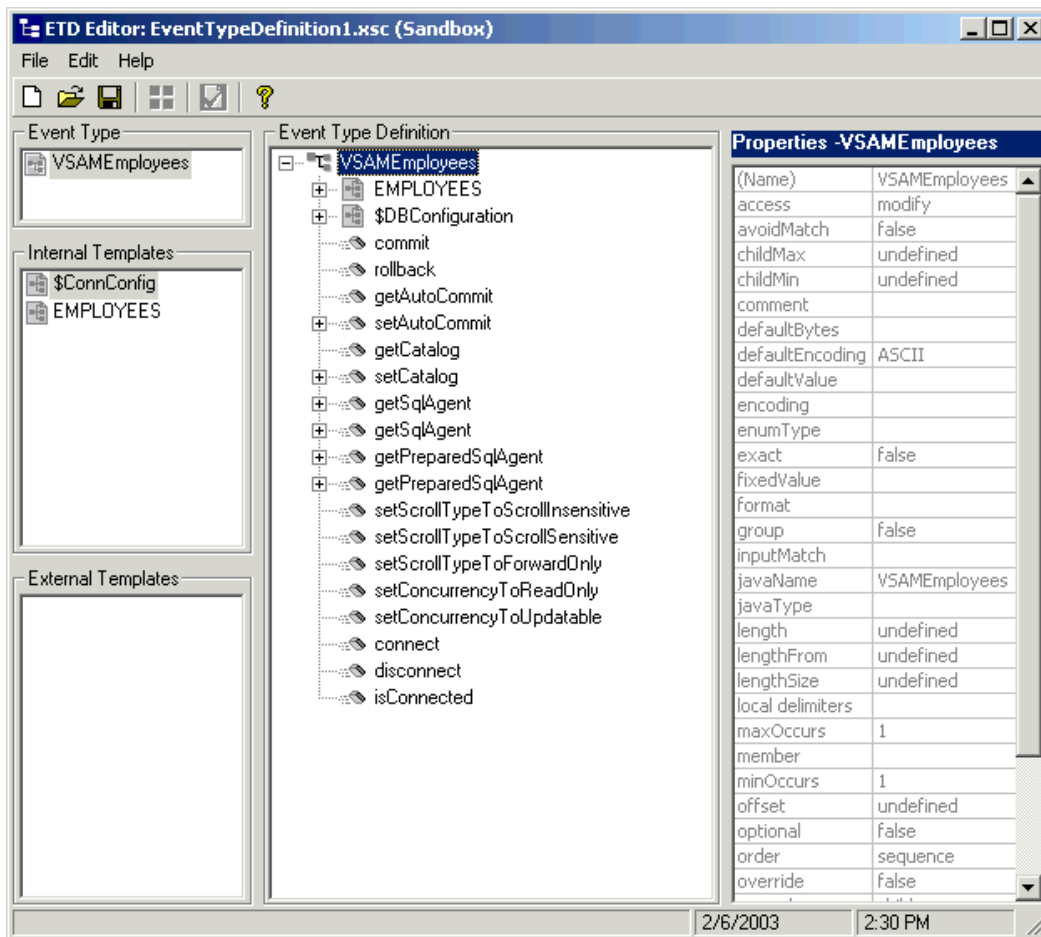 ETD Editor: EventTypeDefinition1.xsc (Sandbox)
File Edit Help
Event Type
VSAMEmployees
Internal Templates
$ConnConfig
EMPLOYEES
External Templates
Event Type Definition
VSAMEmployees
EMPLOYEES
$DBConfiguration
commit
rollback
getAutoCommit
setAutoCommit
getCatalog
setCatalog
getSqlAgent
getSqlAgent
getPreparedSqlAgent
getPreparedSqlAgent
setScrollTypeToScrollInsensitive
setScrollTypeToScrollSensitive
setScrollTypeToForwardOnly
setConcurrencyToReadOnly
setConcurrencyToUpdatable
connect
disconnect
isConnected
Properties -VSAMEmployees
(Name) VSAMEmployees
access modify
avoidMatch false
childMax undefined
childMin undefined
comment
defaultBytes
defaultEncoding ASCII
defaultValue
encoding
enumType
exact false
fixedValue
format
group false
inputMatch
javaName VSAMEmployees
javaType
length undefined
lengthFrom undefined
lengthSize undefined
local delimiters
maxOccurs 1
member
minOccurs 1
offset undefined
optional false
order sequence
override false
2/6/2003 2:30 PM